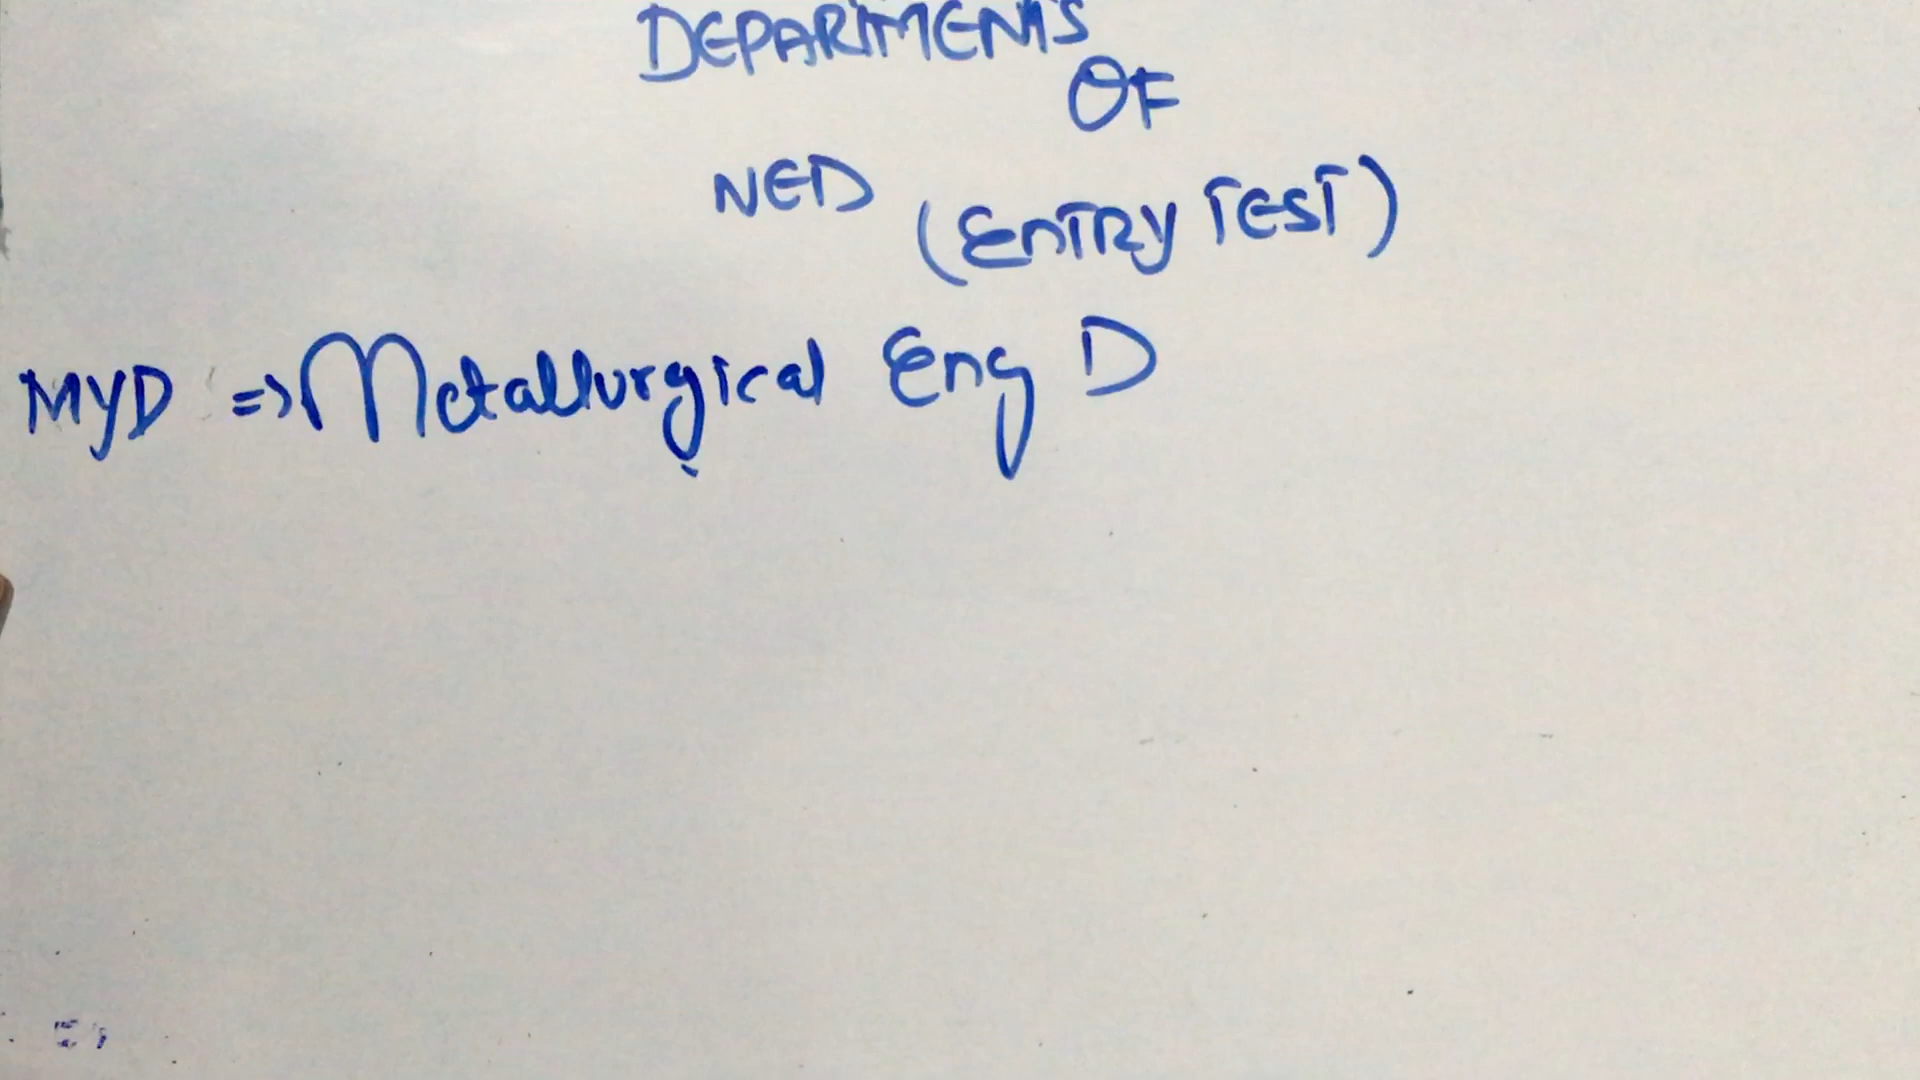 DEPARTMENTS
OF
NED (ENTRY TEST)
MYD => Metallurgical Eng D